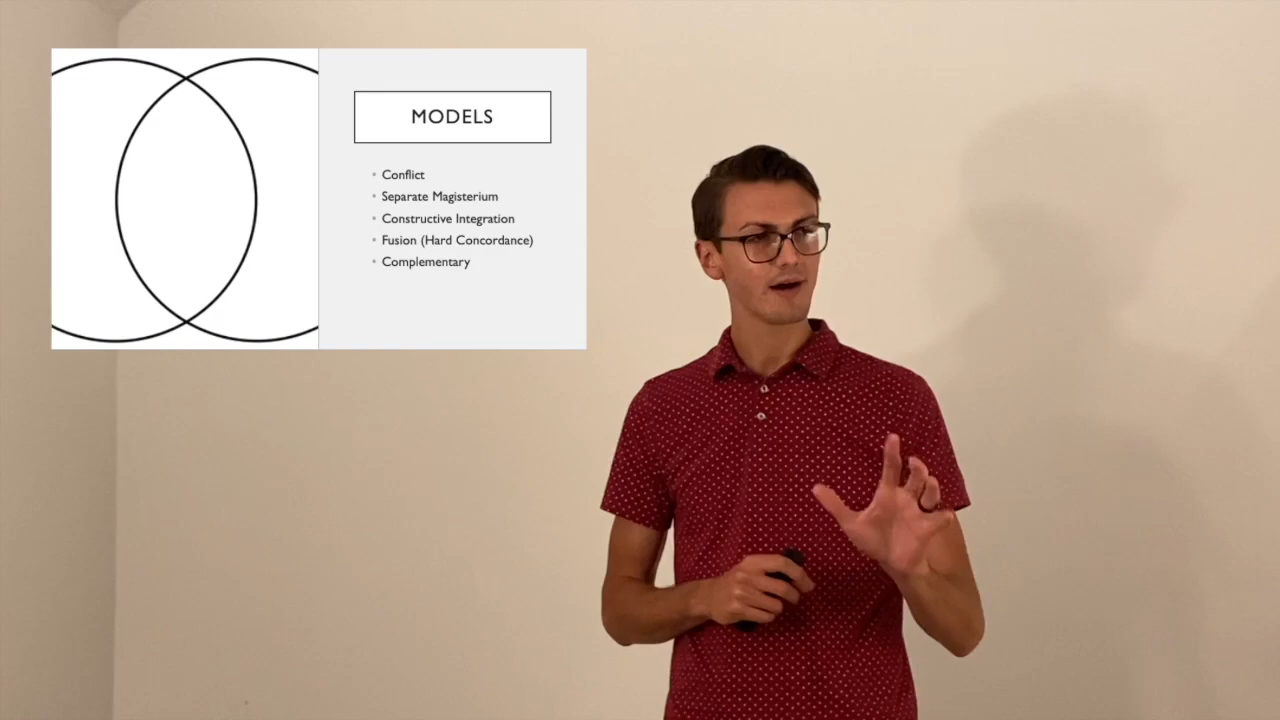 MODELS
Conflict
Separate Magisterium
Constructive Integration
Fusion (Hard Concordance)
Complementary